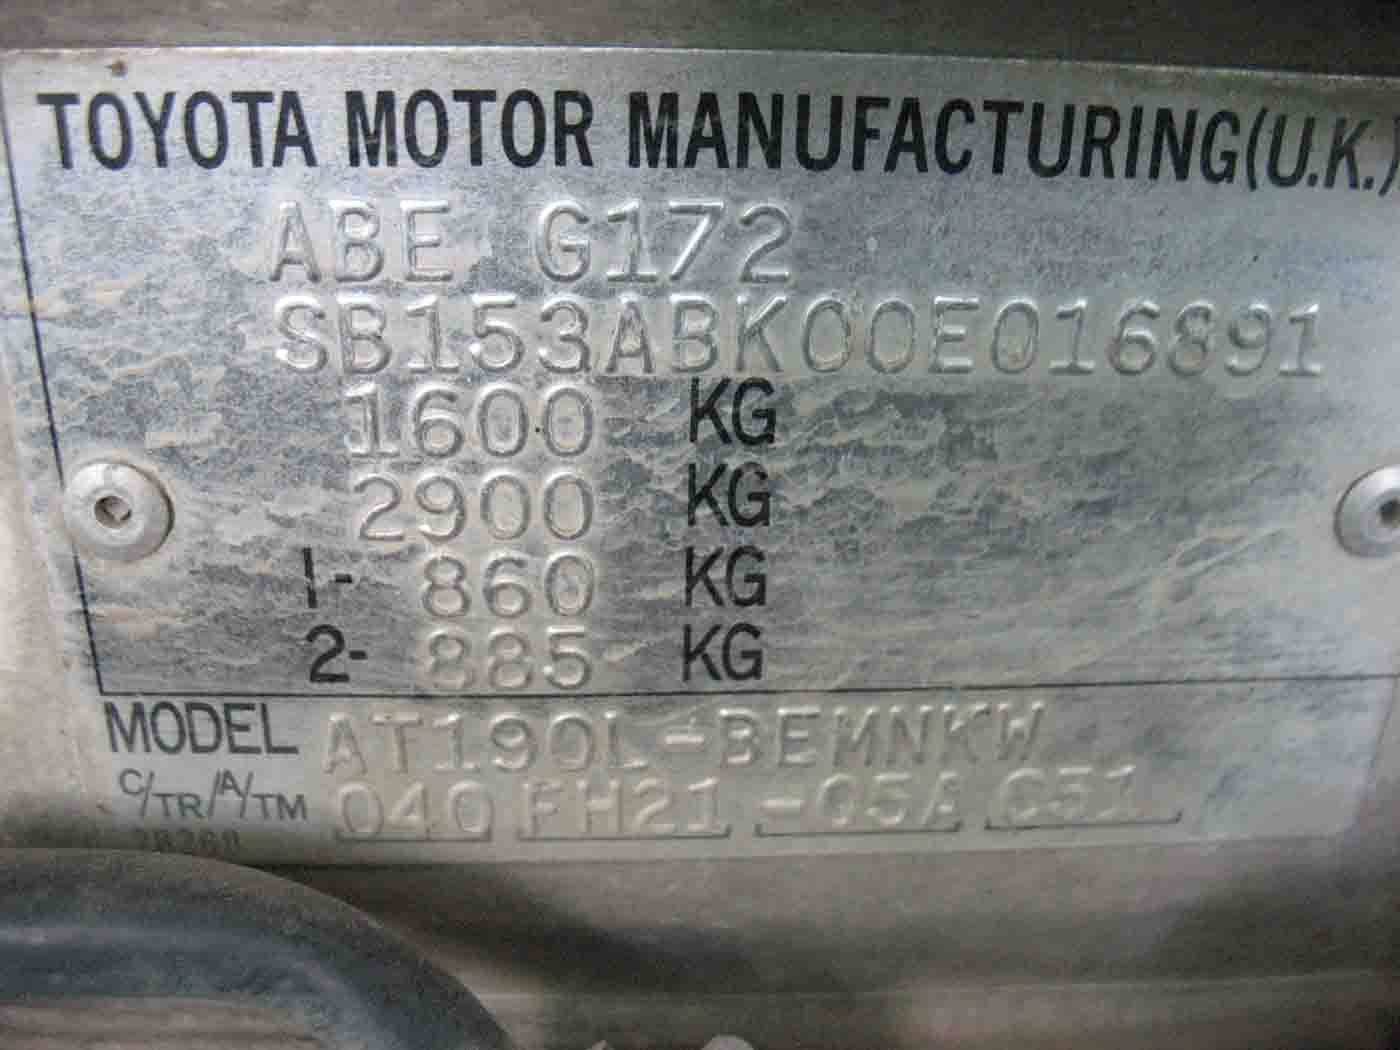 TOYOTA MOTOR MANUFACTURING(U.K.)
ABE G172
SB153ABK00E016891
1600 KG
2900 KG
1- 860 KG
2- 885 KG
MODEL AT190L-BEMNKW
C/TR/A/TM 040 FH21 -05A C51